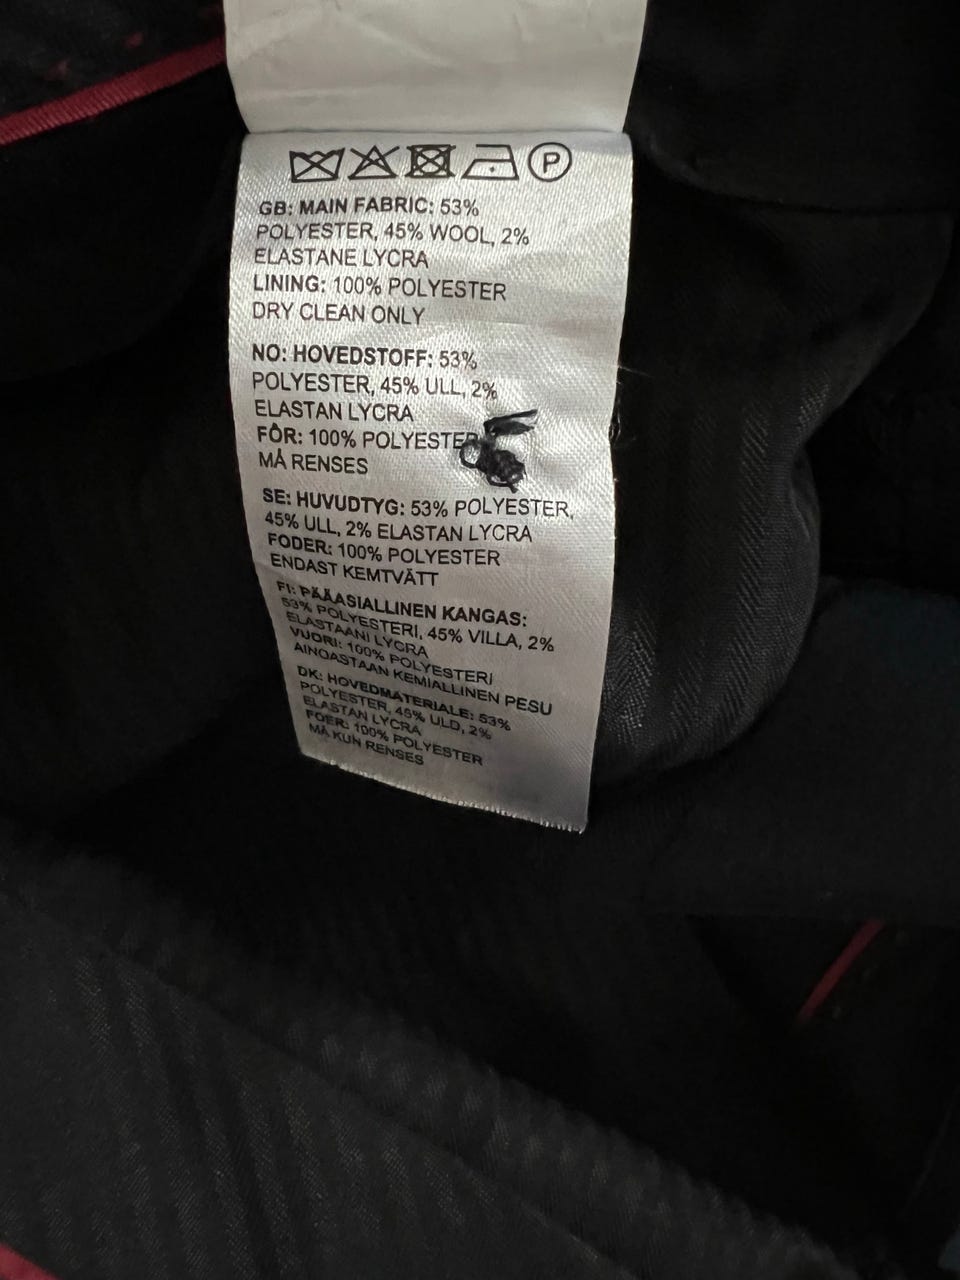 P
GB: MAIN FABRIC: 53%
POLYESTER, 45% WOOL, 2%
ELASTANE LYCRA
LINING: 100% POLYESTER
DRY CLEAN ONLY
NO: HOVEDSTOFF: 53%
POLYESTER, 45% ULL, 2%
ELASTAN LYCRA
FÔR: 100% POLYESTER
MÅ RENSES
SE: HUVUDTYG: 53% POLYESTER,
45% ULL, 2% ELASTAN LYCRA
FODER: 100% POLYESTER
ENDAST KEMTVÄTT
FI: PÄÄASIALLINEN KANGAS:
53% POLYESTERI, 45% VILLA, 2%
ELASTAANI LYCRA
VUORI: 100% POLYESTERI
AINOASTAAN KEMIALLINEN PESU
DK: HOVEDMATERIALE: 53%
POLYESTER, 45% ULD, 2%
ELASTAN LYCRA
FOER: 100% POLYESTER
MÅ KUN RENSES